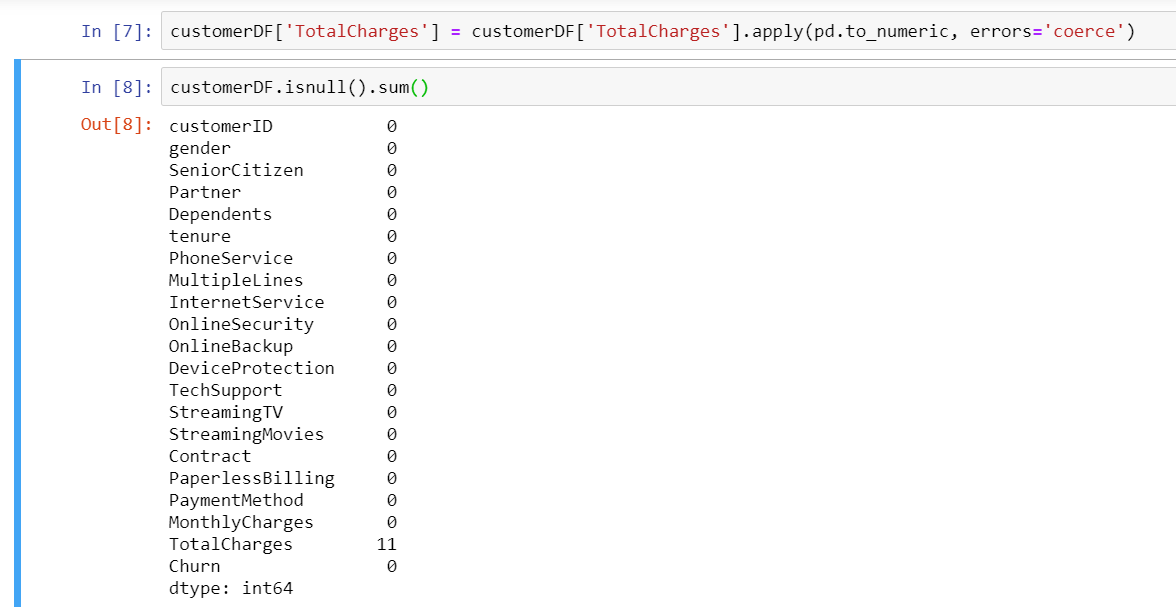 In [7]: customerDF['TotalCharges'] = customerDF['TotalCharges'].apply(pd.to_numeric, errors='coerce')
In [8]: customerDF.isnull().sum()
Out[8]: customerID 0
gender 0
SeniorCitizen 0
Partner 0
Dependents 0
tenure 0
PhoneService 0
MultipleLines 0
InternetService 0
OnlineSecurity 0
OnlineBackup 0
DeviceProtection 0
TechSupport 0
StreamingTV 0
StreamingMovies 0
Contract 0
PaperlessBilling 0
PaymentMethod 0
MonthlyCharges 0
TotalCharges 11
Churn 0
dtype: int64